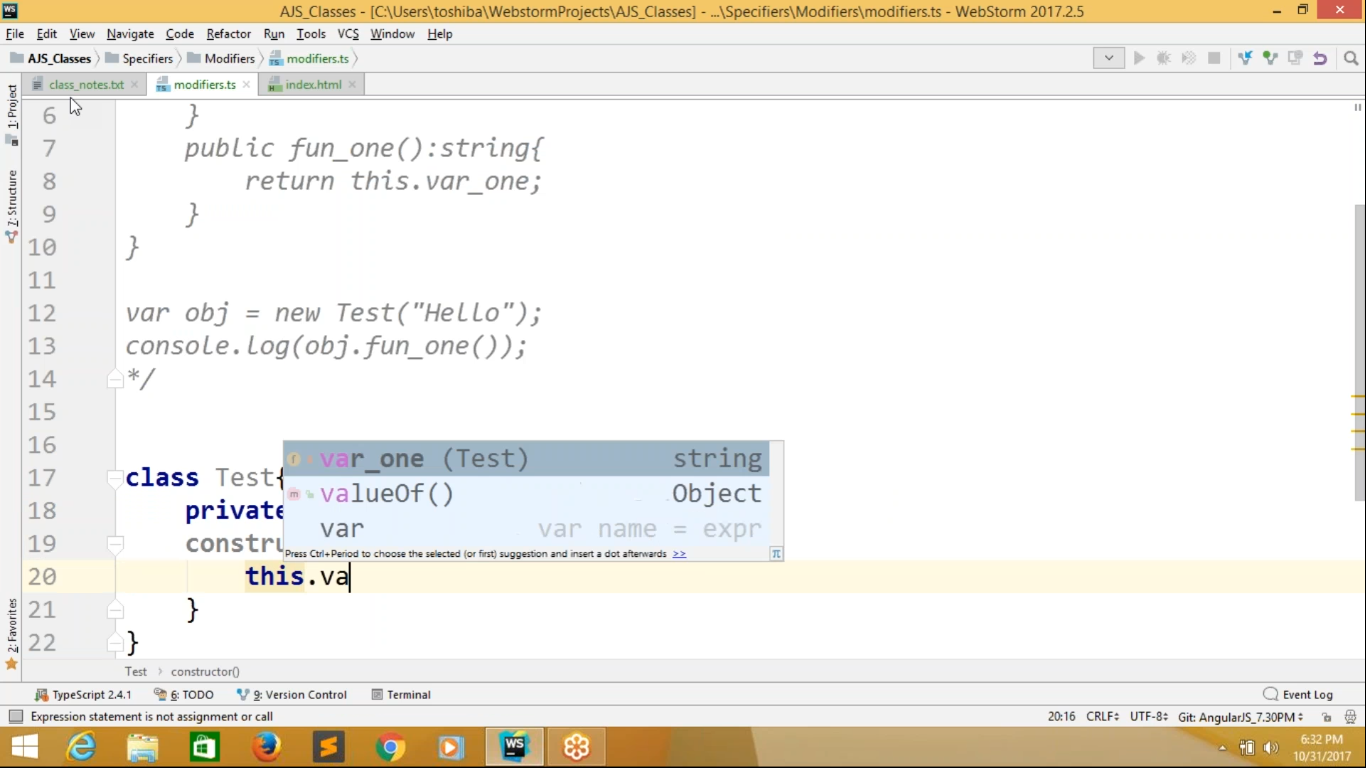 WS AJS_Classes - [C:\Users\toshiba\WebstormProjects\AJS_Classes] - ...\Specifiers\Modifiers\modifiers.ts - WebStorm 2017.2.5
File Edit View Navigate Code Refactor Run Tools VCS Window Help
AJS_Classes Specifiers Modifiers modifiers.ts
class_notes.txt modifiers.ts index.html
1: Project
7: Structure
2: Favorites
6 }
7 public fun_one():string{
8 return this.var_one;
9 }
10 }
11
12 var obj = new Test("Hello");
13 console.log(obj.fun_one());
14 */
15
16
var_one (Test) string
17 class Test{
valueOf() Object
18 private
var var name = expr
19 constru
Press Ctrl+Period to choose the selected (or first) suggestion and insert a dot afterwards >> π
20 this.va
21 }
22 }
Test constructor()
TypeScript 2.4.1 6: TODO 9: Version Control Terminal Event Log
Expression statement is not assignment or call 20:16 CRLF UTF-8 Git: AngularJS_7.30PM
WS
6:32 PM
10/31/2017